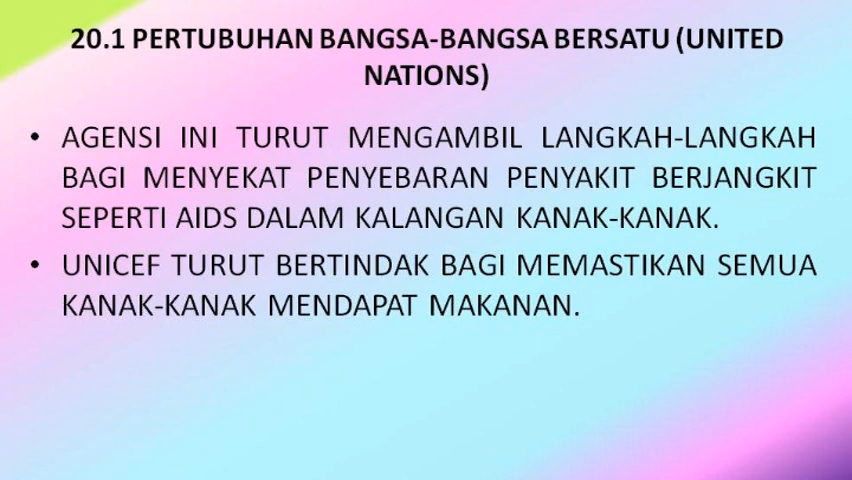 20.1 PERTUBUHAN BANGSA-BANGSA BERSATU (UNITED
NATIONS)
• AGENSI INI TURUT MENGAMBIL LANGKAH-LANGKAH
BAGI MENYEKAT PENYEBARAN PENYAKIT BERJANGKIT
SEPERTI AIDS DALAM KALANGAN KANAK-KANAK.
• UNICEF TURUT BERTINDAK BAGI MEMASTIKAN SEMUA
KANAK-KANAK MENDAPAT MAKANAN.